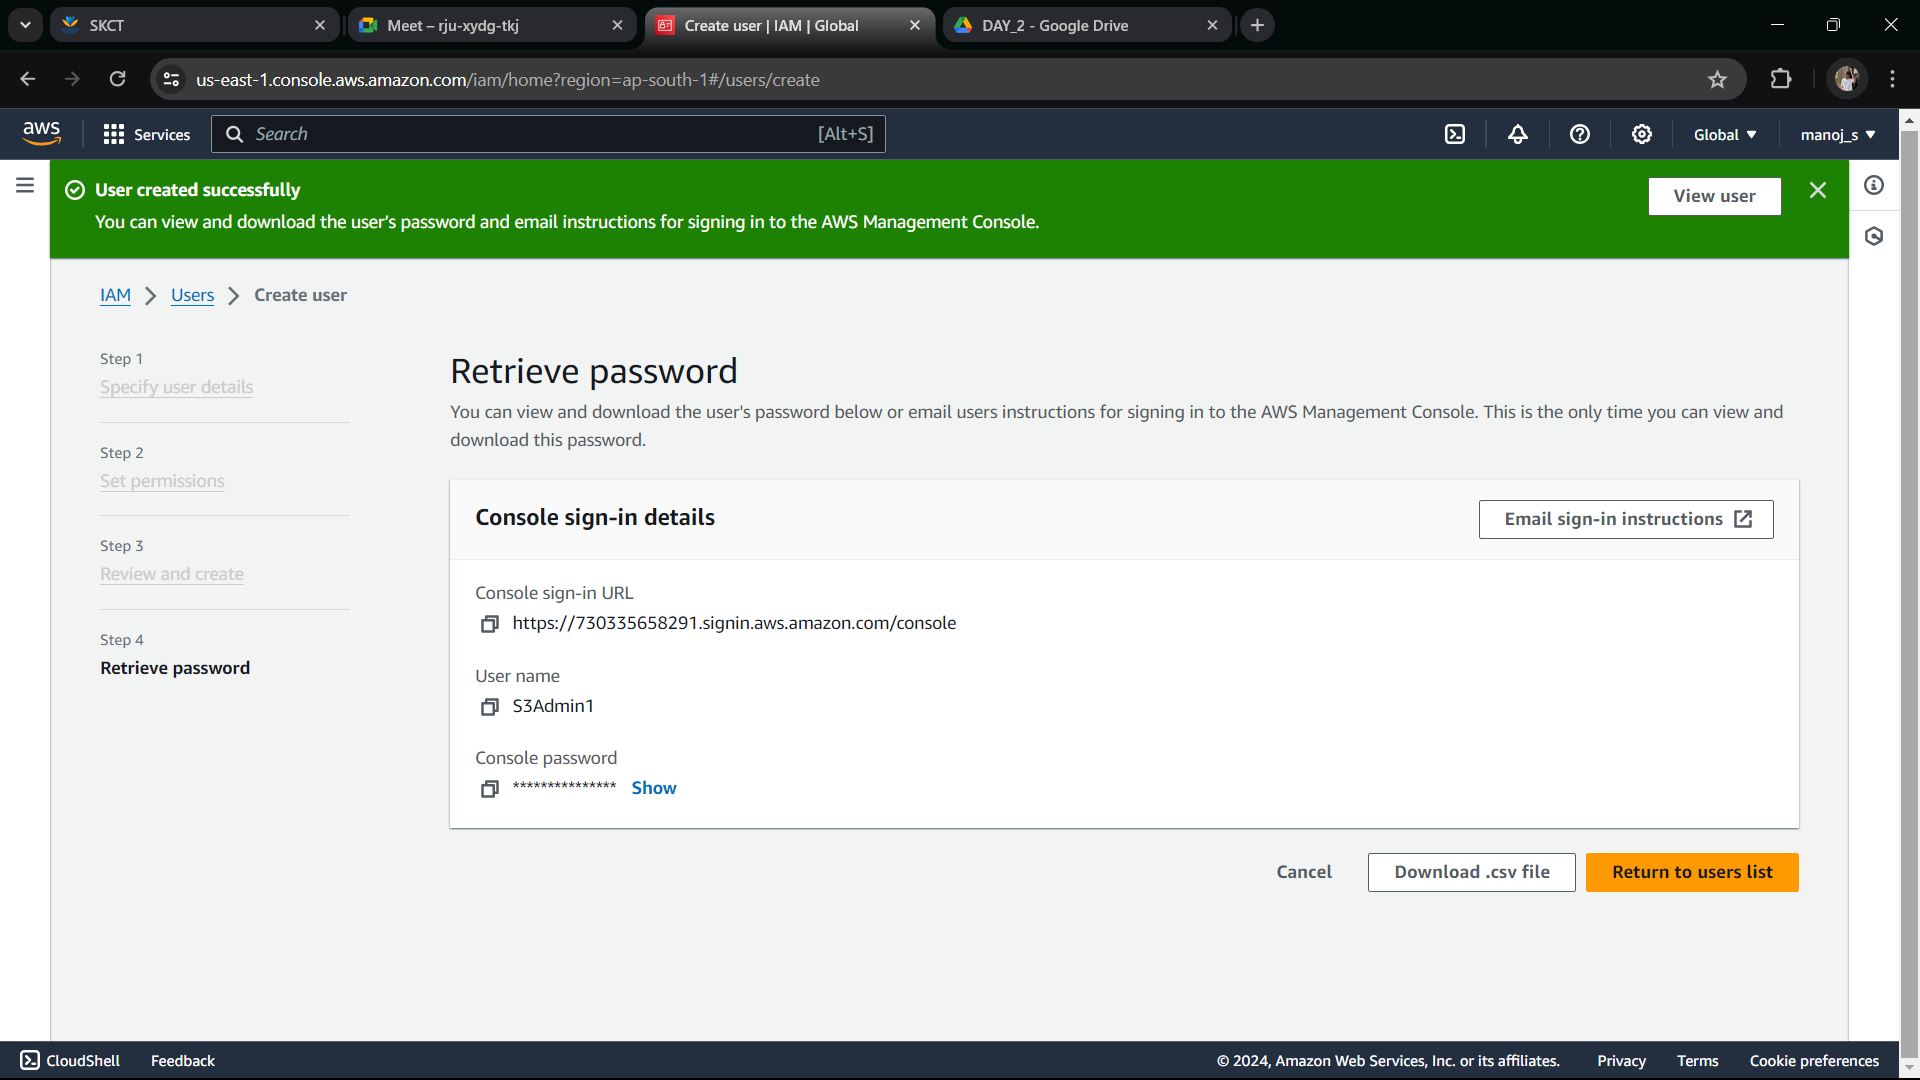 SKCT
Meet – rju-xydg-tkj
Create user | IAM | Global
DAY_2 - Google Drive
us-east-1.console.aws.amazon.com/iam/home?region=ap-south-1#/users/create
aws
Services
Search
[Alt+S]
Global
manoj_s
User created successfully
You can view and download the user's password and email instructions for signing in to the AWS Management Console.
View user
IAM
Users
Create user
Step 1
Specify user details
Step 2
Set permissions
Step 3
Review and create
Step 4
Retrieve password
Retrieve password
You can view and download the user's password below or email users instructions for signing in to the AWS Management Console. This is the only time you can view and
download this password.
Console sign-in details
Email sign-in instructions
Console sign-in URL
https://730335658291.signin.aws.amazon.com/console
User name
S3Admin1
Console password
*************** Show
Cancel
Download .csv file
Return to users list
CloudShell
Feedback
© 2024, Amazon Web Services, Inc. or its affiliates.
Privacy
Terms
Cookie preferences